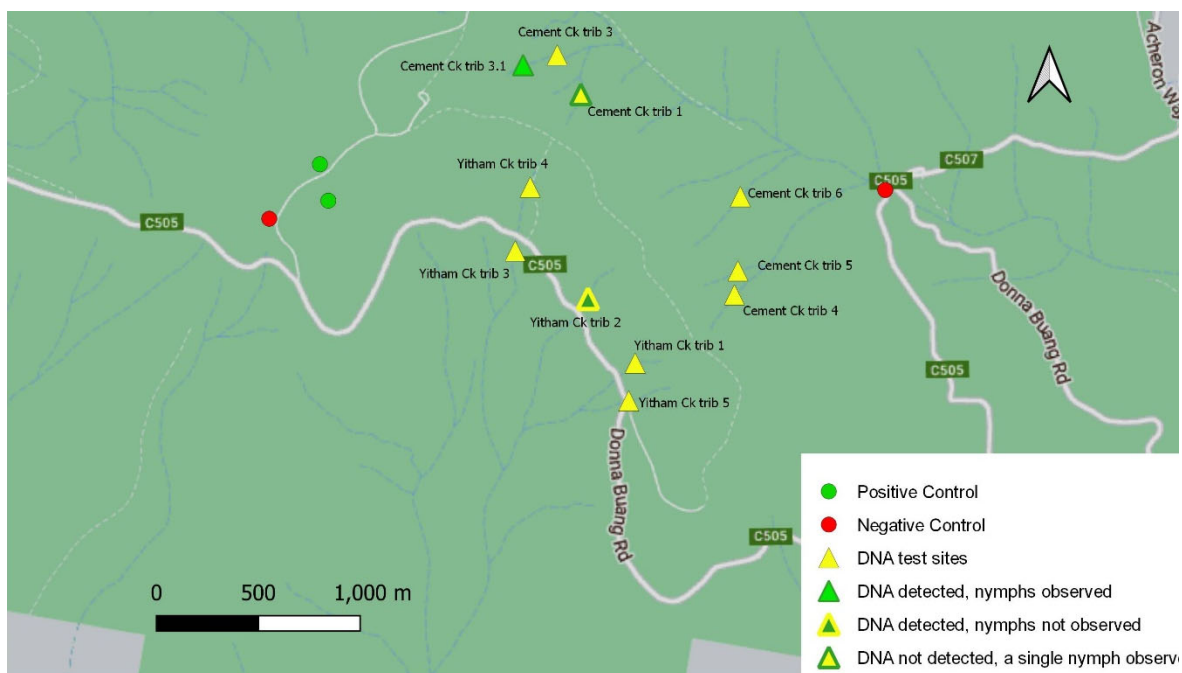 Cement Ck trib 3
Cement Ck trib 3.1
Cement Ck trib 1
Acheron Way
Yitham Ck trib 4
C507
C505
Cement Ck trib 6
C505
Yitham Ck trib 3
C505
Cement Ck trib 5
Cement Ck trib 4
Yitham Ck trib 2
Donna Buang Rd
Yitham Ck trib 1
C505
Yitham Ck trib 5
Donna Buang Rd
C505
0 500 1,000 m
Positive Control
Negative Control
DNA test sites
DNA detected, nymphs observed
DNA detected, nymphs not observed
DNA not detected, a single nymph observe